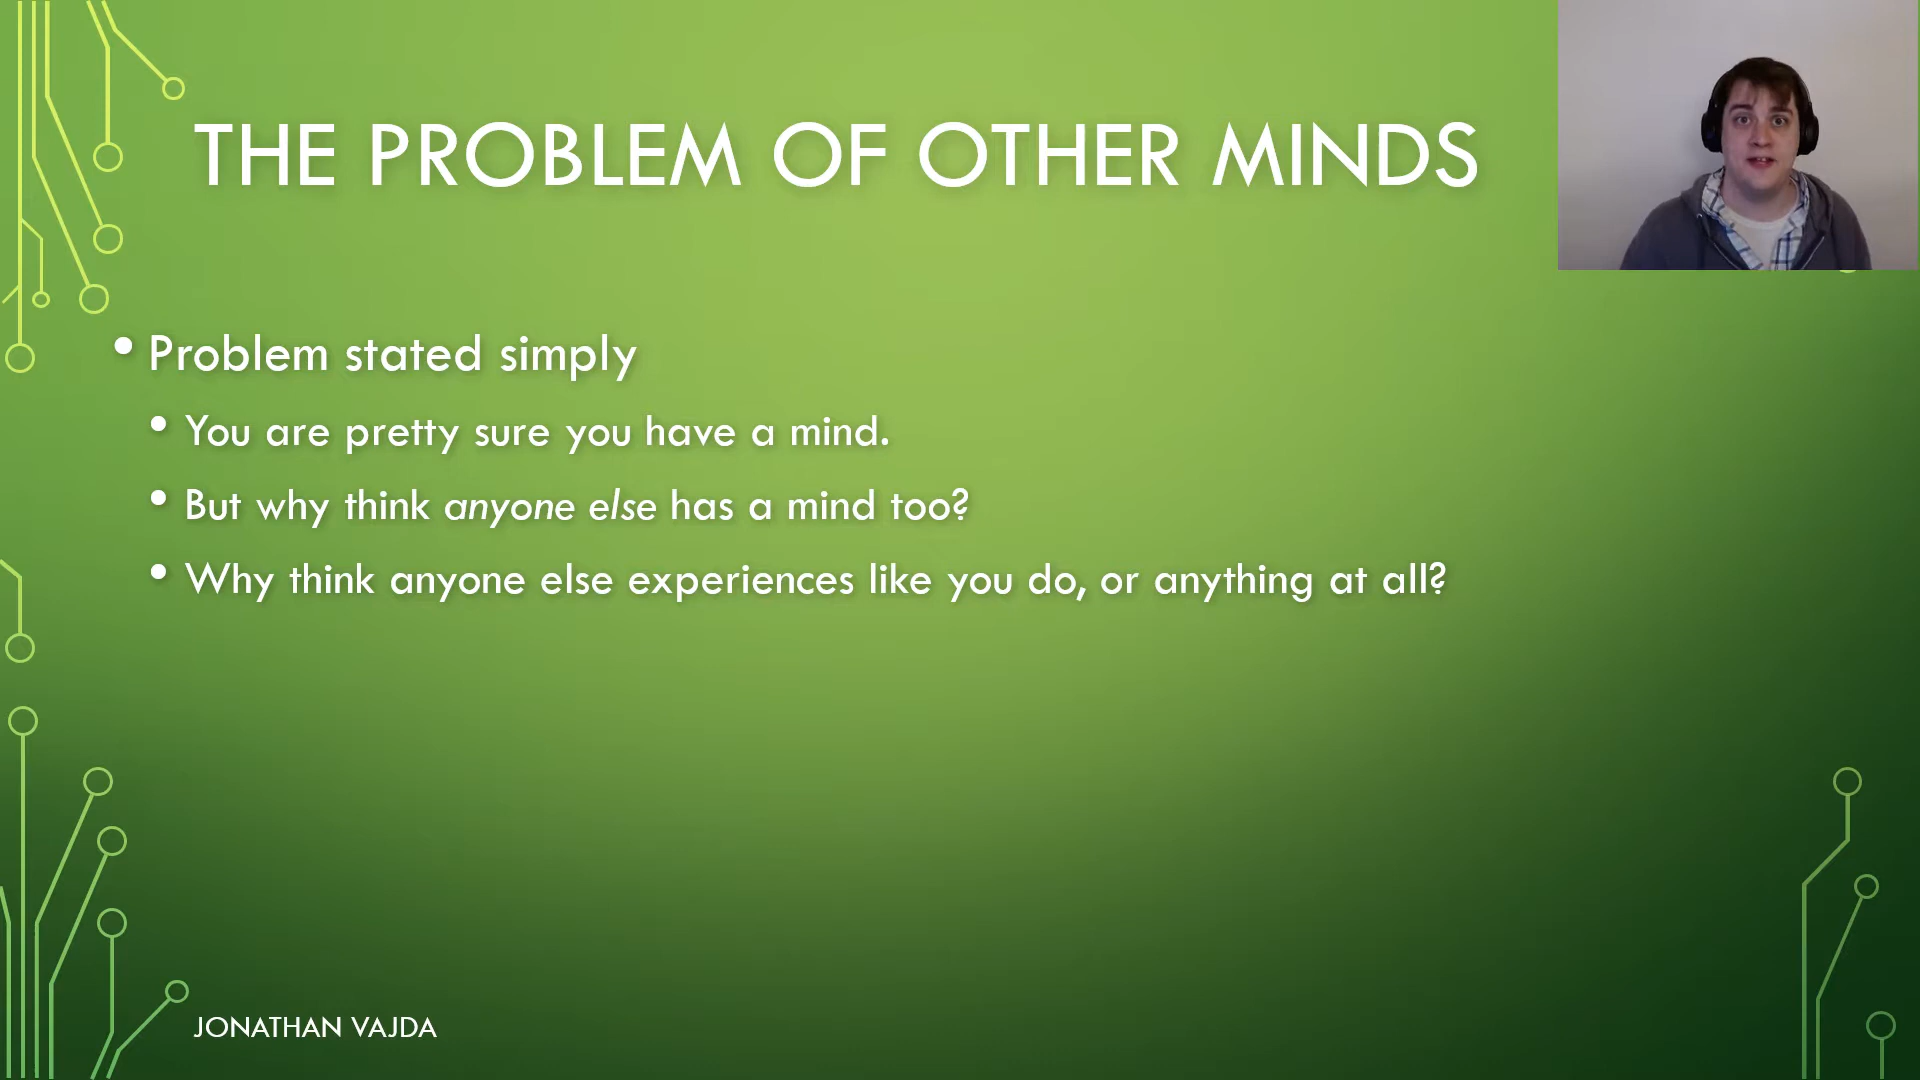 THE PROBLEM OF OTHER MINDS
• Problem stated simply
• You are pretty sure you have a mind.
• But why think anyone else has a mind too?
• Why think anyone else experiences like you do, or anything at all?
JONATHAN VAJDA